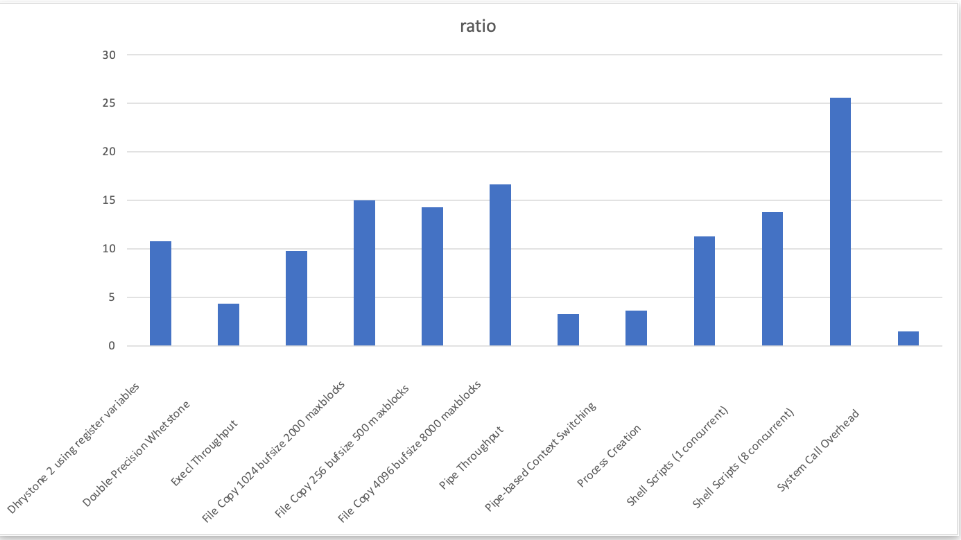 ratio
30
25
20
15
10
5
0
Dhrystone 2 using register variables
Double-Precision Whetstone
Execl Throughput
File Copy 1024 bufsize 2000 maxblocks
File Copy 256 bufsize 500 maxblocks
File Copy 4096 bufsize 8000 maxblocks
Pipe Throughput
Pipe-based Context Switching
Process Creation
Shell Scripts (1 concurrent)
Shell Scripts (8 concurrent)
System Call Overhead